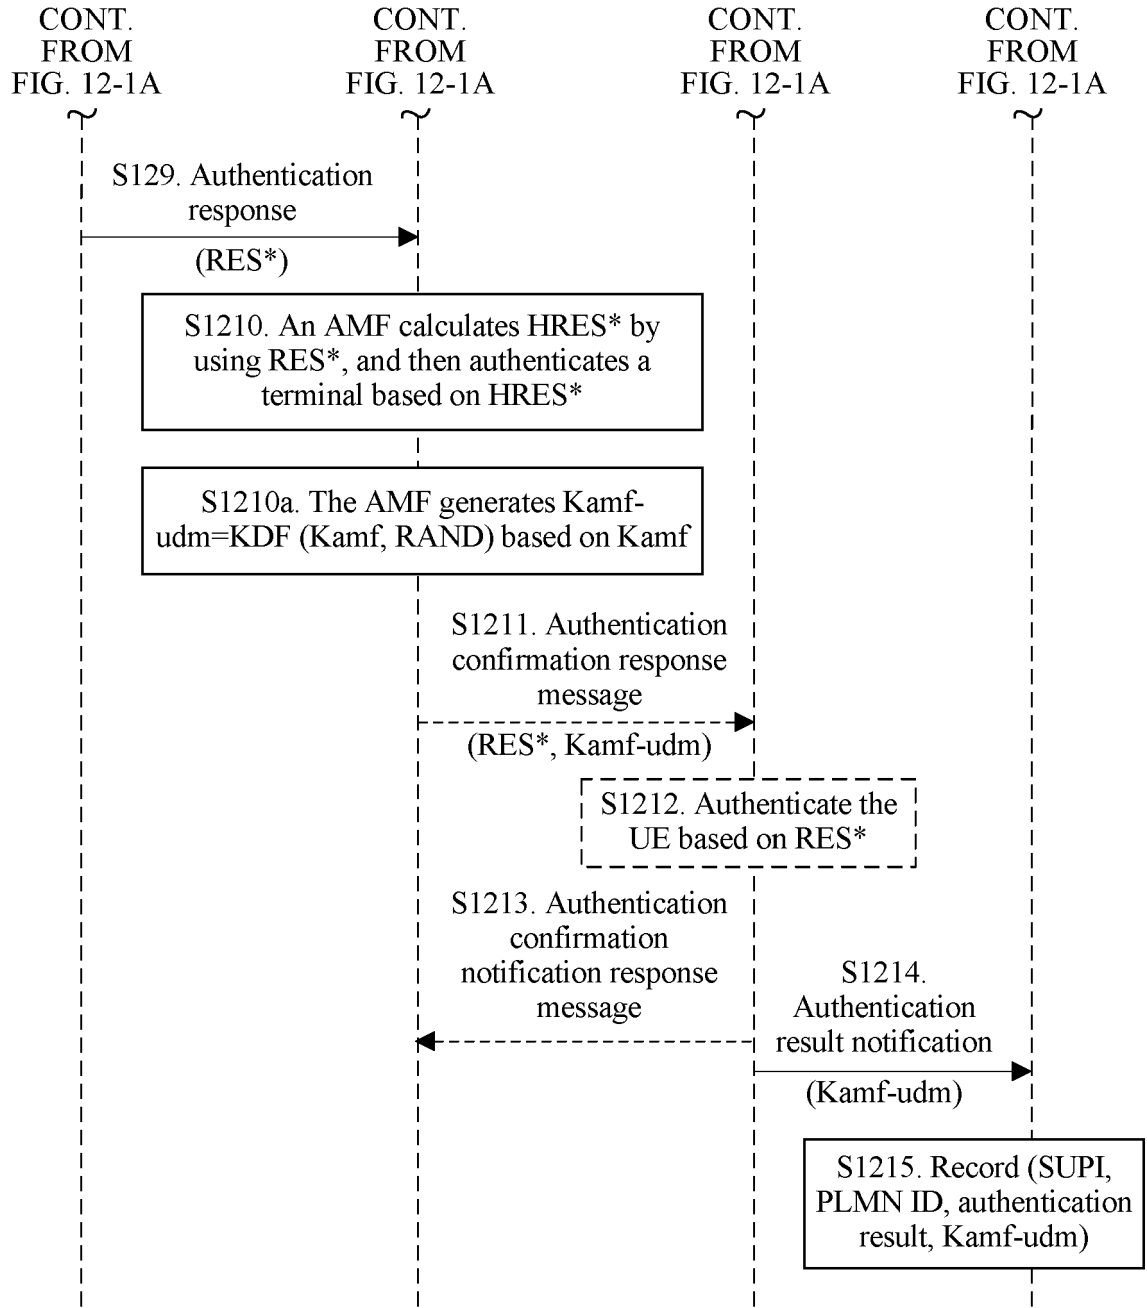 CONT.
FROM
FIG. 12-1A
CONT.
FROM
FIG. 12-1A
CONT.
FROM
FIG. 12-1A
CONT.
FROM
FIG. 12-1A
S129. Authentication
response
(RES*)
S1210. An AMF calculates HRES* by
using RES*, and then authenticates a
terminal based on HRES*
S1210a. The AMF generates Kamf-
udm=KDF (Kamf, RAND) based on Kamf
S1211. Authentication
confirmation response
message
(RES*, Kamf-udm)
S1212. Authenticate the
UE based on RES*
S1213. Authentication
confirmation
notification response
message
S1214.
Authentication
result notification
(Kamf-udm)
S1215. Record (SUPI,
PLMN ID, authentication
result, Kamf-udm)